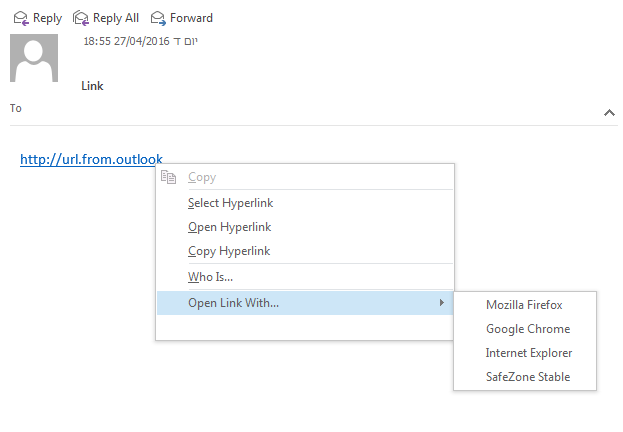 Reply Reply All Forward
יום ד 27/04/2016 18:55
Link
To
http://url.from.outlook
Copy
Select Hyperlink
Open Hyperlink
Copy Hyperlink
Who Is...
Open Link With...
Mozilla Firefox
Google Chrome
Internet Explorer
SafeZone Stable